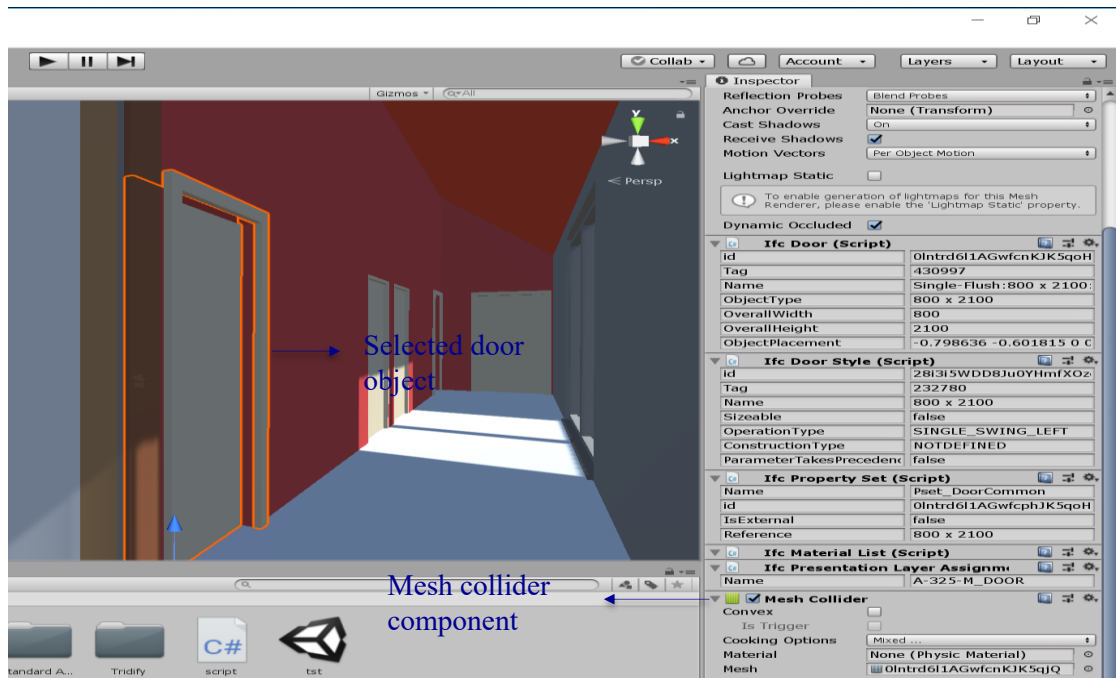 Collab
Account
Layers
Layout
Inspector
Gizmos
All
Reflection Probes Blend Probes
Anchor Override None (Transform)
Cast Shadows On
Receive Shadows
Motion Vectors Per Object Motion
Lightmap Static
To enable generation of lightmaps for this Mesh
Renderer, please enable the 'Lightmap Static' property.
Dynamic Occluded
y
x
Persp
Selected door
object
Ifc Door (Script)
id 0Intrd6l1AGwfcnKJK5qoH
Tag 430997
Name Single-Flush:800 x 2100:
ObjectType 800 x 2100
OverallWidth 800
OverallHeight 2100
ObjectPlacement -0.798636 -0.601815 0 0
Ifc Door Style (Script)
id 28i3i5WDD8Ju0YHmfXOz
Tag 232780
Name 800 x 2100
Sizeable false
OperationType SINGLE_SWING_LEFT
ConstructionType NOTDEFINED
ParameterTakesPrecedenc false
Ifc Property Set (Script)
Name Pset_DoorCommon
id 0Intrd6l1AGwfcphJK5qoH
IsExternal false
Reference 800 x 2100
Ifc Material List (Script)
Ifc Presentation Layer Assignm
Name A-325-M_DOOR
Mesh collider
component
Mesh Collider
Convex
Is Trigger
Cooking Options Mixed ...
Material None (Physic Material)
Mesh 0Intrd6l1AGwfcnKJK5qjQ
C#
tandard A...
Tridify
script
tst